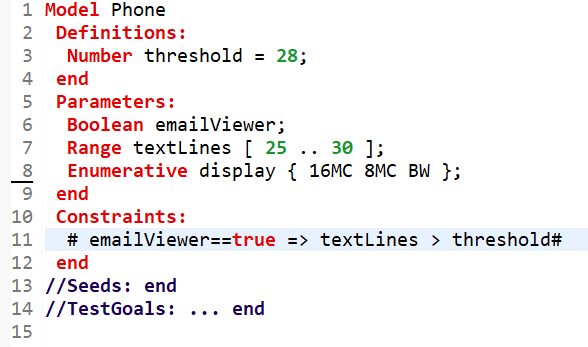 1 Model Phone
2 Definitions:
3 Number threshold = 28;
4 end
5 Parameters:
6 Boolean emailViewer;
7 Range textLines [ 25 .. 30 ];
8 Enumerative display { 16MC 8MC BW };
9 end
10 Constraints:
11 # emailViewer==true => textLines > threshold#
12 end
13 //Seeds: end
14 //TestGoals: ... end
15